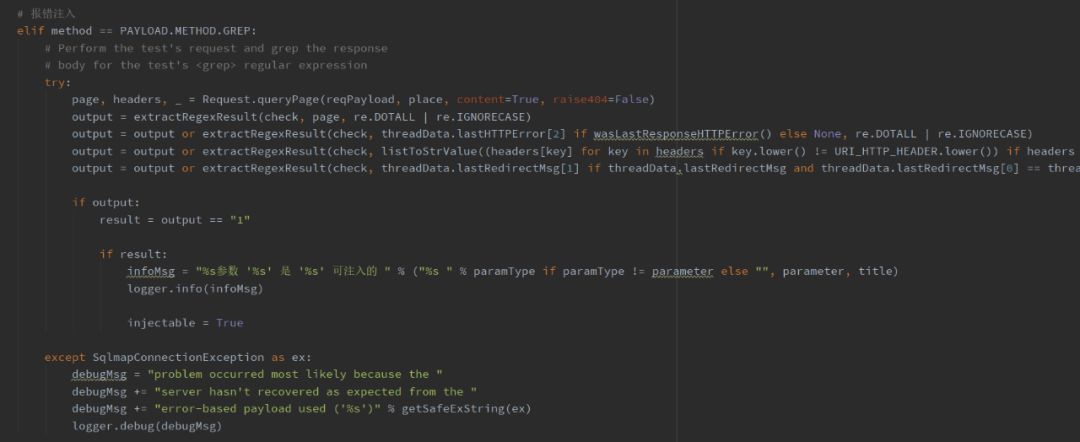 # 报错注入
elif method == PAYLOAD.METHOD.GREP:
# Perform the test's request and grep the response
# body for the test's <grep> regular expression
try:
page, headers, _ = Request.queryPage(reqPayload, place, content=True, raise404=False)
output = extractRegexResult(check, page, re.DOTALL | re.IGNORECASE)
output = output or extractRegexResult(check, threadData.lastHTTPError[2] if wasLastResponseHTTPError() else None, re.DOTALL | re.IGNORECASE)
output = output or extractRegexResult(check, listToStrValue((headers[key] for key in headers if key.lower() != URI_HTTP_HEADER.lower()) if headers
output = output or extractRegexResult(check, threadData.lastRedirectMsg[1] if threadData.lastRedirectMsg and threadData.lastRedirectMsg[0] == threa
if output:
result = output == "1"
if result:
infoMsg = "%s参数 '%s' 是 '%s' 可注入的 " % ("%s " % paramType if paramType != parameter else "", parameter, title)
logger.info(infoMsg)
injectable = True
except SqlmapConnectionException as ex:
debugMsg = "problem occurred most likely because the "
debugMsg += "server hasn't recovered as expected from the "
debugMsg += "error-based payload used ('%s')" % getSafeExString(ex)
logger.debug(debugMsg)